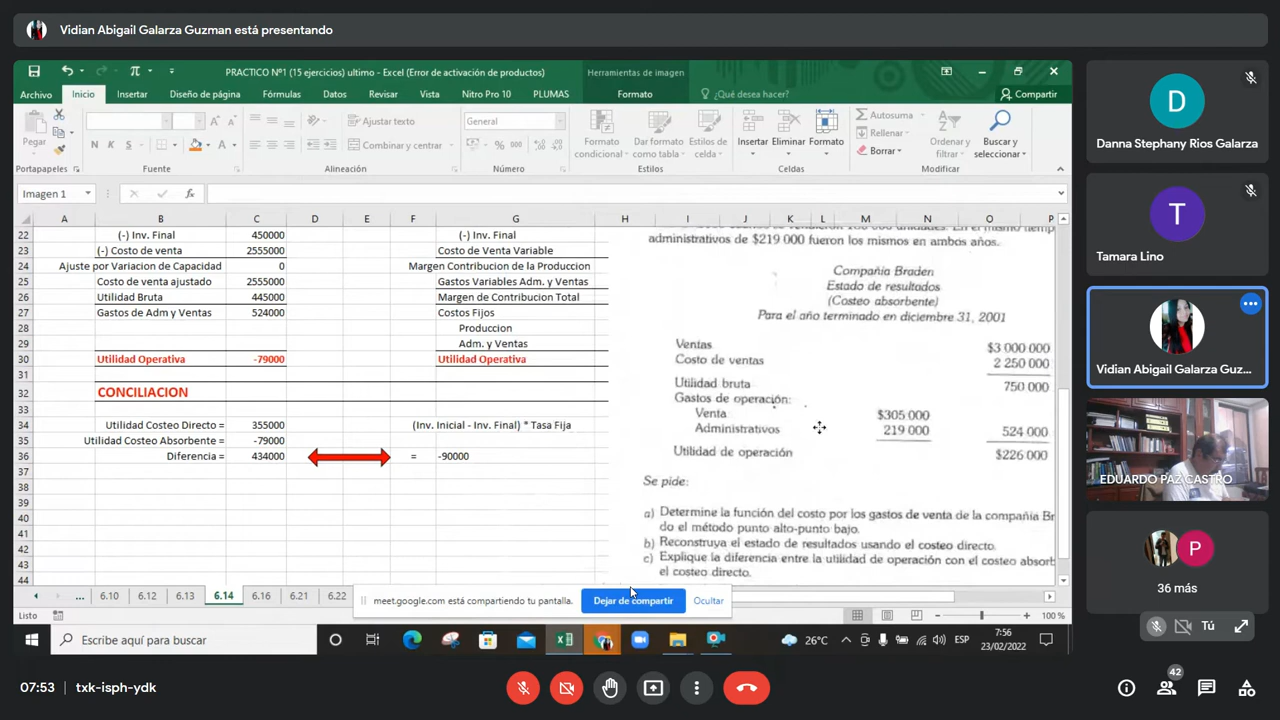 Vidian Abigail Galarza Guzman está presentando
PRACTICO Nº1 (15 ejercicios) ultimo - Excel (Error de activación de productos)
Herramientas de imagen
Archivo Inicio Insertar Diseño de página Fórmulas Datos Revisar Vista Nitro Pro 10 PLUMAS Formato ¿Qué desea hacer? Compartir
Pegar
Portapapeles
N K S
Fuente
Ajustar texto
Combinar y centrar
Alineación
General
Número
Formato condicional
Dar formato como tabla
Estilos de celda
Estilos
Insertar Eliminar Formato
Celdas
Autosuma
Rellenar
Borrar
Ordenar y filtrar
Buscar y seleccionar
Modificar
Imagen 1
fx
A B C D E F G H I J K L M N O P
22 (-) Inv. Final 450000 (-) Inv. Final
23 (-) Costo de venta 2555000 Costo de Venta Variable
24 Ajuste por Variacion de Capacidad 0 Margen Contribucion de la Produccion
25 Costo de venta ajustado 2555000 Gastos Variables Adm. y Ventas
26 Utilidad Bruta 445000 Margen de Contribucion Total
27 Gastos de Adm y Ventas 524000 Costos Fijos
28 Produccion
29 Adm. y Ventas
30 Utilidad Operativa -79000 Utilidad Operativa
31
32 CONCILIACION
33
34 Utilidad Costeo Directo = 355000 (Inv. Inicial - Inv. Final) * Tasa Fija
35 Utilidad Costeo Absorbente = -79000
36 Diferencia = 434000 = -90000
37
38
39
40
41
42
43
44
administrativos de $219 000 fueron los mismos en ambos años.
Compañía Braden
Estado de resultados
(Costeo absorbente)
Para el año terminado en diciembre 31, 2001
Ventas $3 000 000
Costo de ventas 2 250 000
Utilidad bruta 750 000
Gastos de operación:
Venta $305 000
Administrativos 219 000 524 000
Utilidad de operación $226 000
Se pide:
a) Determine la función del costo por los gastos de venta de la compañía Br
do el método punto alto-punto bajo.
b) Reconstruya el estado de resultados usando el costeo directo.
c) Explique la diferencia entre la utilidad de operación con el costeo absorb
el costeo directo.
... 6.10 6.12 6.13 6.14 6.16 6.21 6.22
meet.google.com está compartiendo tu pantalla.
Dejar de compartir
Ocultar
Listo
100 %
Escribe aquí para buscar
26°C
ESP
7:56
23/02/2022
D
Danna Stephany Rios Galarza
T
Tamara Lino
Vidian Abigail Galarza Guz...
EDUARDO PAZ CASTRO
P
36 más
Tú
07:53 | txk-isph-ydk
42